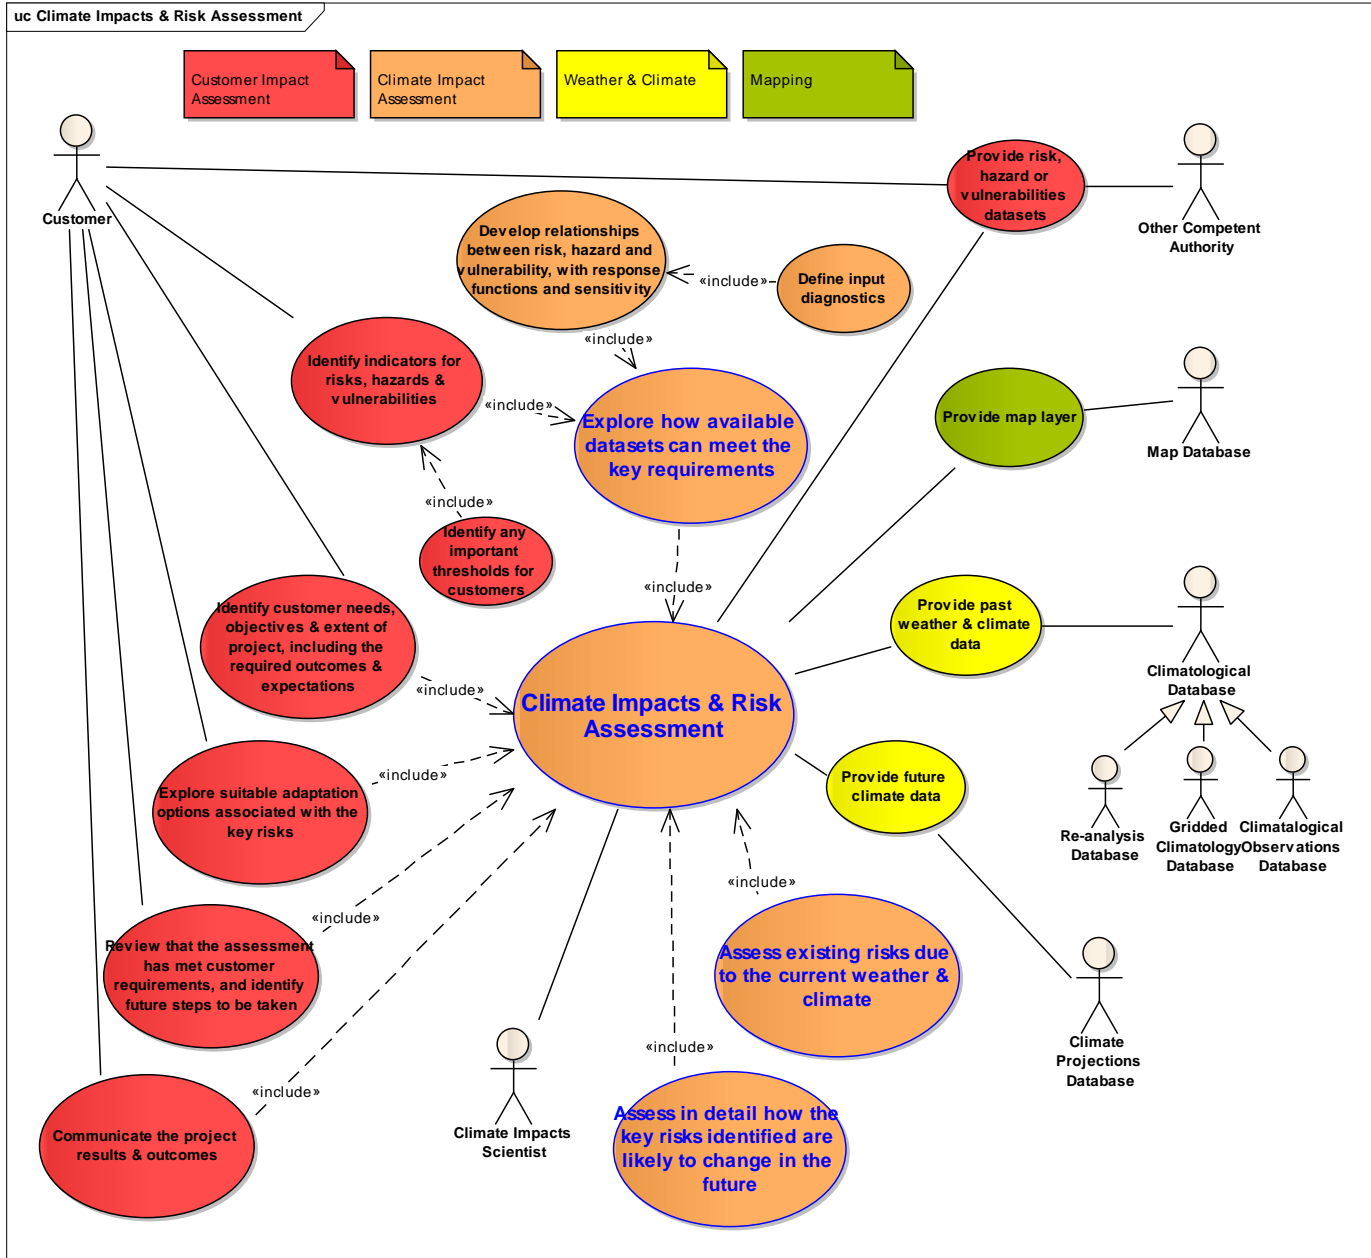 uc Climate Impacts & Risk Assessment
Customer Impact
Assessment
Climate Impact
Assessment
Weather & Climate
Mapping
Customer
Provide risk,
hazard or
vulnerabilities
datasets
Other Competent
Authority
Develop relationships
between risk, hazard and
vulnerability, with response
functions and sensitivity
«include»
Define input
diagnostics
«include»
Identify indicators for
risks, hazards &
vulnerabilities
«include»
Explore how available
datasets can meet the
key requirements
Provide map layer
Map Database
«include»
Identify any
important
thresholds for
customers
«include»
Identify customer needs,
objectives & extent of
project, including the
required outcomes &
expectations
«include»
Provide past
weather & climate
data
Climatological
Database
Climate Impacts & Risk
Assessment
Explore suitable adaptation
options associated with the
key risks
«include»
Provide future
climate data
Re-analysis
Database
Gridded
Climatology
Database
Climatalogical
Observations
Database
Review that the assessment
has met customer
requirements, and identify
future steps to be taken
«include»
«include»
Assess existing risks due
to the current weather &
climate
Climate
Projections
Database
«include»
Communicate the project
results & outcomes
«include»
Climate Impacts
Scientist
Assess in detail how the
key risks identified are
likely to change in the
future